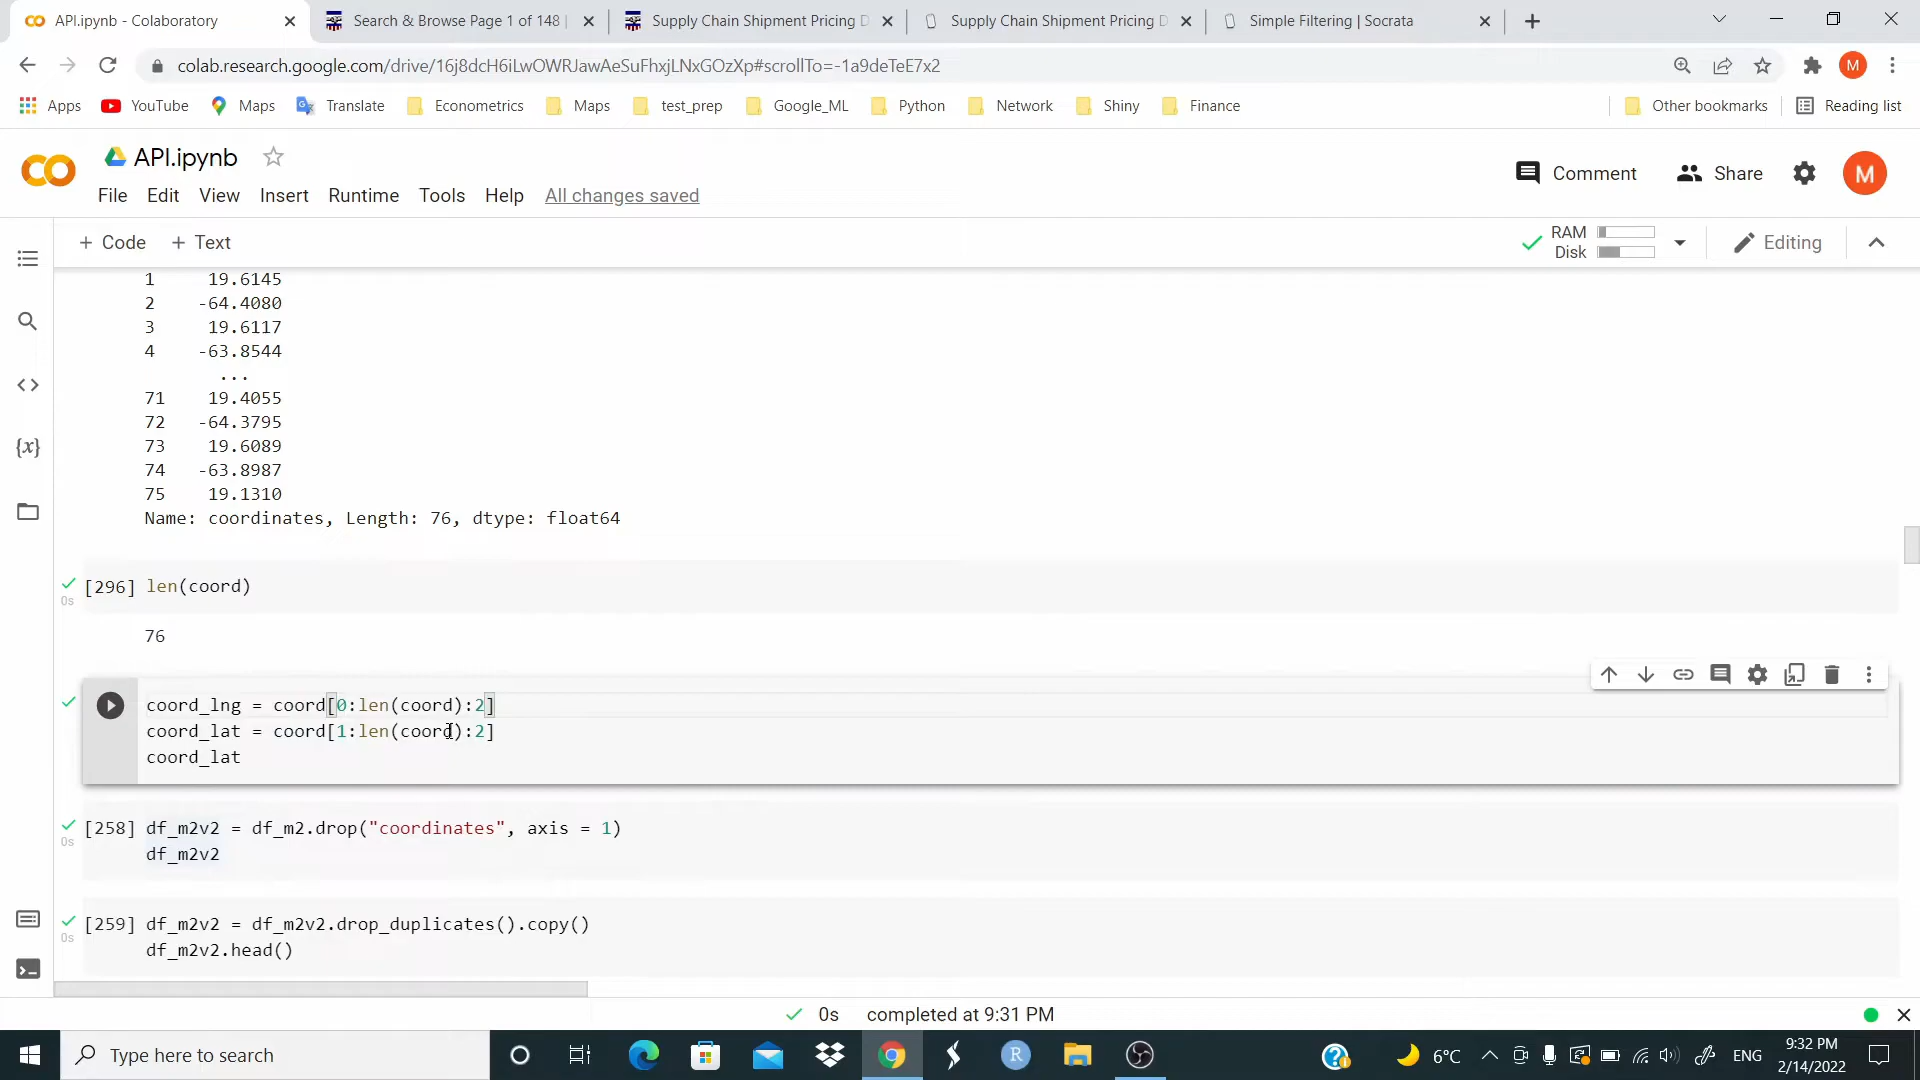 API.ipynb - Colaboratory
Search & Browse Page 1 of 148 |
Supply Chain Shipment Pricing D
Supply Chain Shipment Pricing D
Simple Filtering | Socrata
colab.research.google.com/drive/16j8dcH6iLwOWRJawAeSuFhxjLNxGOzXp#scrollTo=-1a9deTeE7x2
M
Apps
YouTube
Maps
Translate
Econometrics
Maps
test_prep
Google_ML
Python
Network
Shiny
Finance
Other bookmarks
Reading list
API.ipynb
Comment
Share
M
File Edit View Insert Runtime Tools Help All changes saved
+ Code + Text
RAM
Disk
Editing
1 19.6145
2 -64.4080
3 19.6117
4 -63.8544
...
71 19.4055
72 -64.3795
73 19.6089
74 -63.8987
75 19.1310
Name: coordinates, Length: 76, dtype: float64
0s
[296] len(coord)
76
coord_lng = coord[0:len(coord):2]
coord_lat = coord[1:len(coord):2]
coord_lat
0s
[258] df_m2v2 = df_m2.drop("coordinates", axis = 1)
df_m2v2
0s
[259] df_m2v2 = df_m2v2.drop_duplicates().copy()
df_m2v2.head()
0s completed at 9:31 PM
Type here to search
6°C
ENG
9:32 PM
2/14/2022